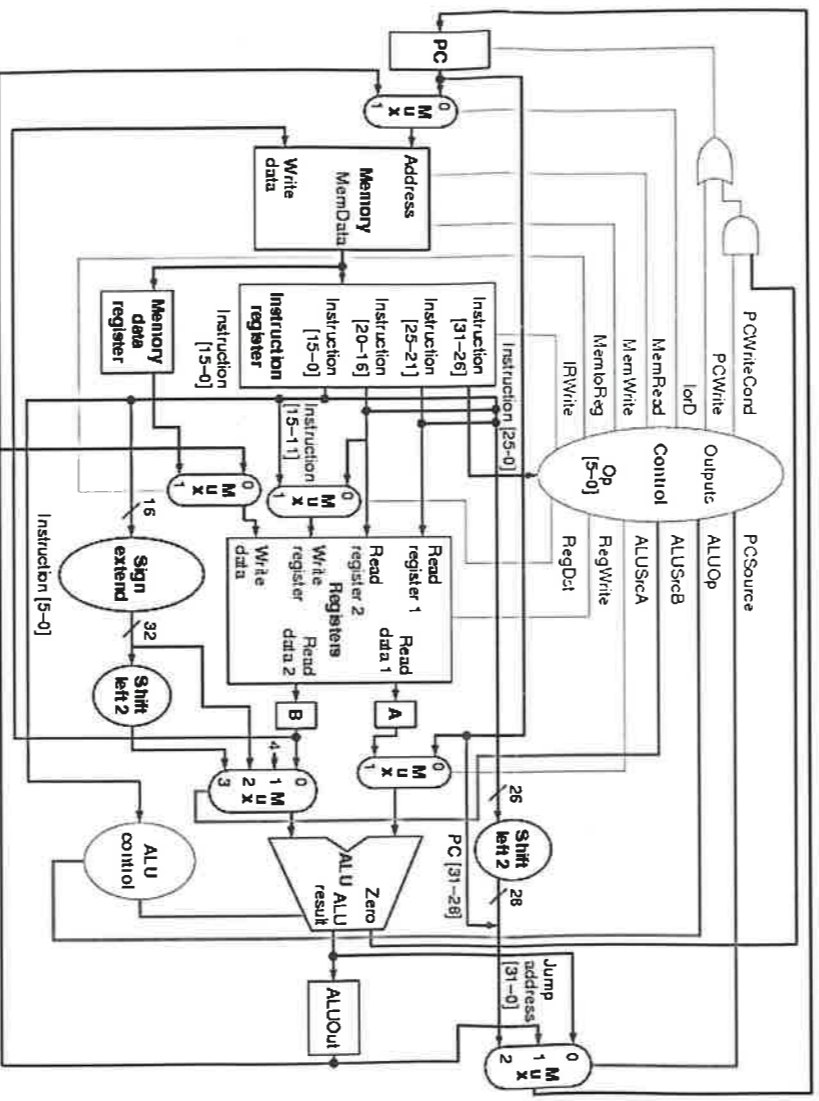 PCWriteCond
PCWrite
IorD
MemRead
MemWrite
MemtoReg
IRWrite
Outputs
Control
Op
[5–0]
PCSource
ALUOp
ALUSrcB
ALUSrcA
RegWrite
RegDst
PC
0
M
u
x
1
Address
Memory
MemData
Write
data
Instruction [25–0]
Instruction
[31–26]
Instruction
[25–21]
Instruction
[20–16]
Instruction
[15–0]
Instruction
register
Instruction
[15–0]
Memory
data
register
Instruction
[15–11]
0
M
u
x
1
0
M
u
x
1
Read
register 1
Read
register 2
Registers
Write
register
Write
data
Read
data 1
Read
data 2
16
Sign
extend
32
Shift
left 2
Instruction [5–0]
A
B
4
0
M
u
x
1
0
1 M
u
2 x
3
26
Shift
left 2
28
PC [31–28]
Zero
ALU
ALU
result
ALU
control
ALUOut
Jump
address
[31–0]
0
M
1 u
x
2